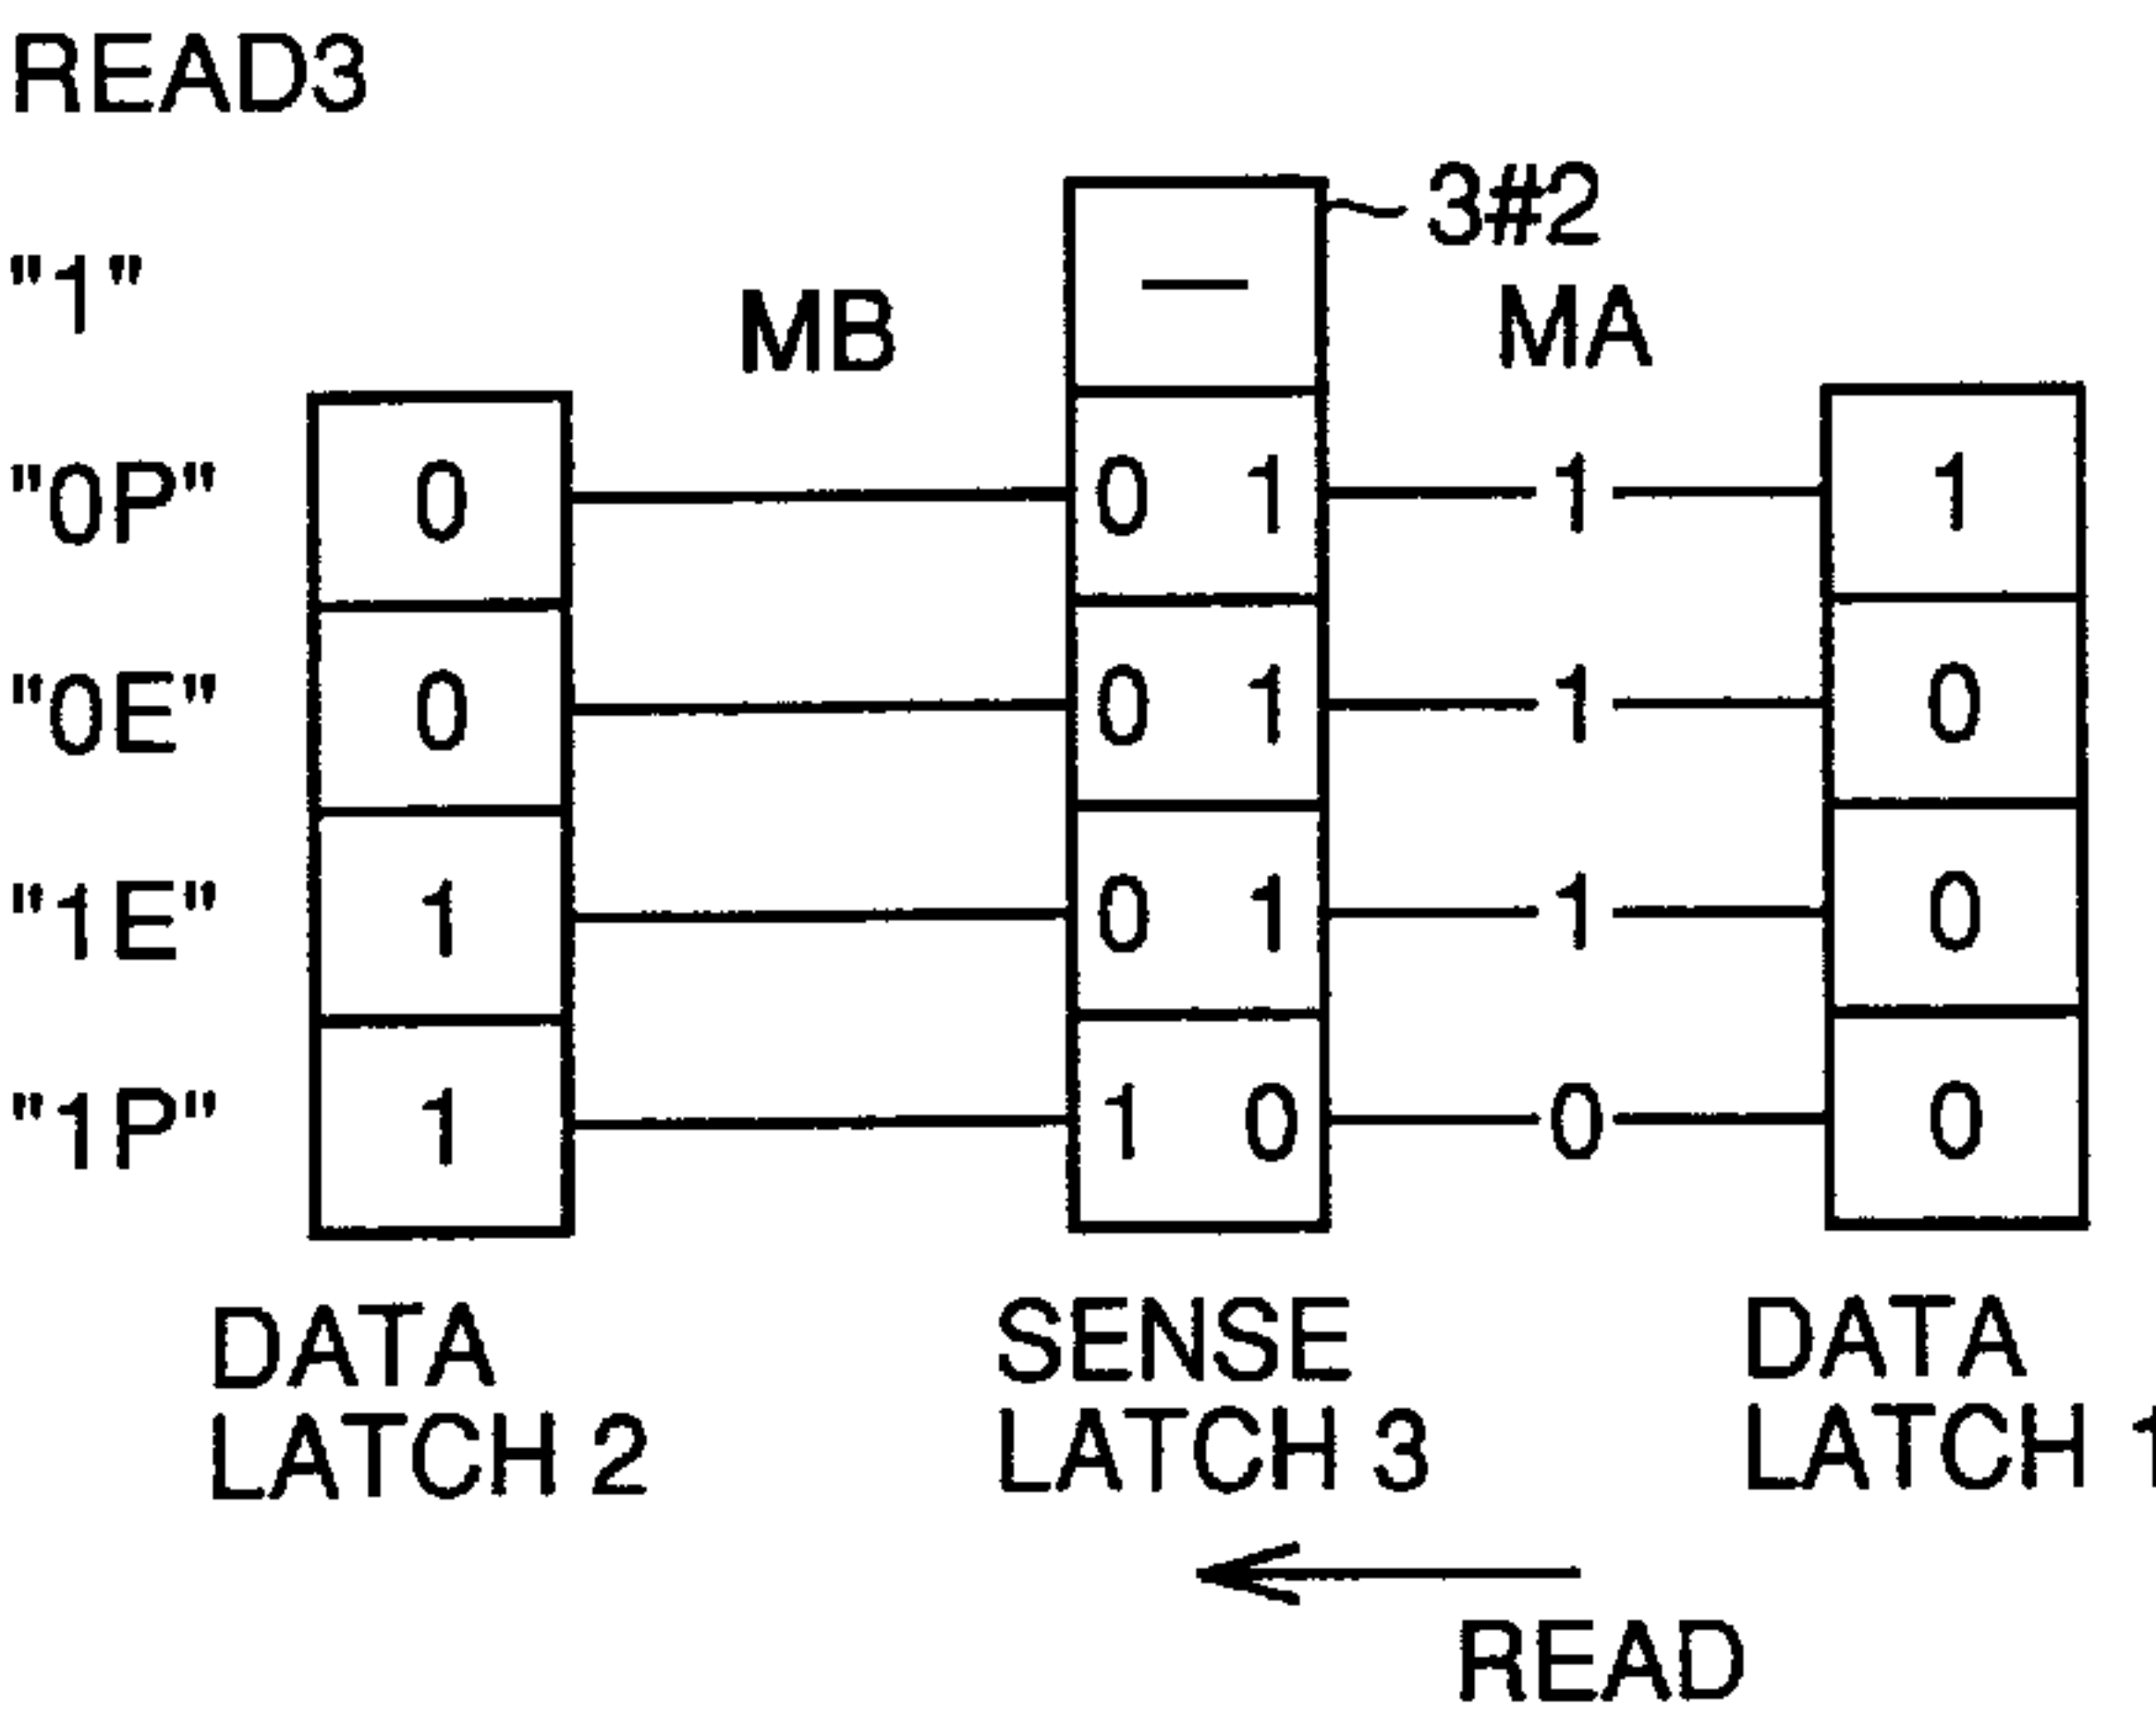 READ3
3#2
"1" MB — MA
"0P" 0 0 1 1 1
"0E" 0 0 1 1 0
"1E" 1 0 1 1 0
"1P" 1 1 0 0 0
DATA SENSE DATA
LATCH 2 LATCH 3 LATCH 1
READ